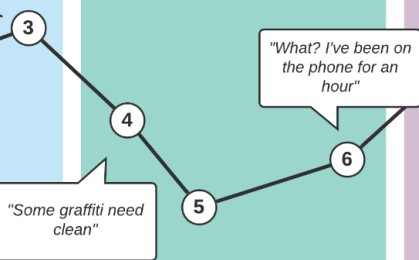 3
"What? I've been on
the phone for an
hour"
4
6
"Some graffiti need
clean"
5